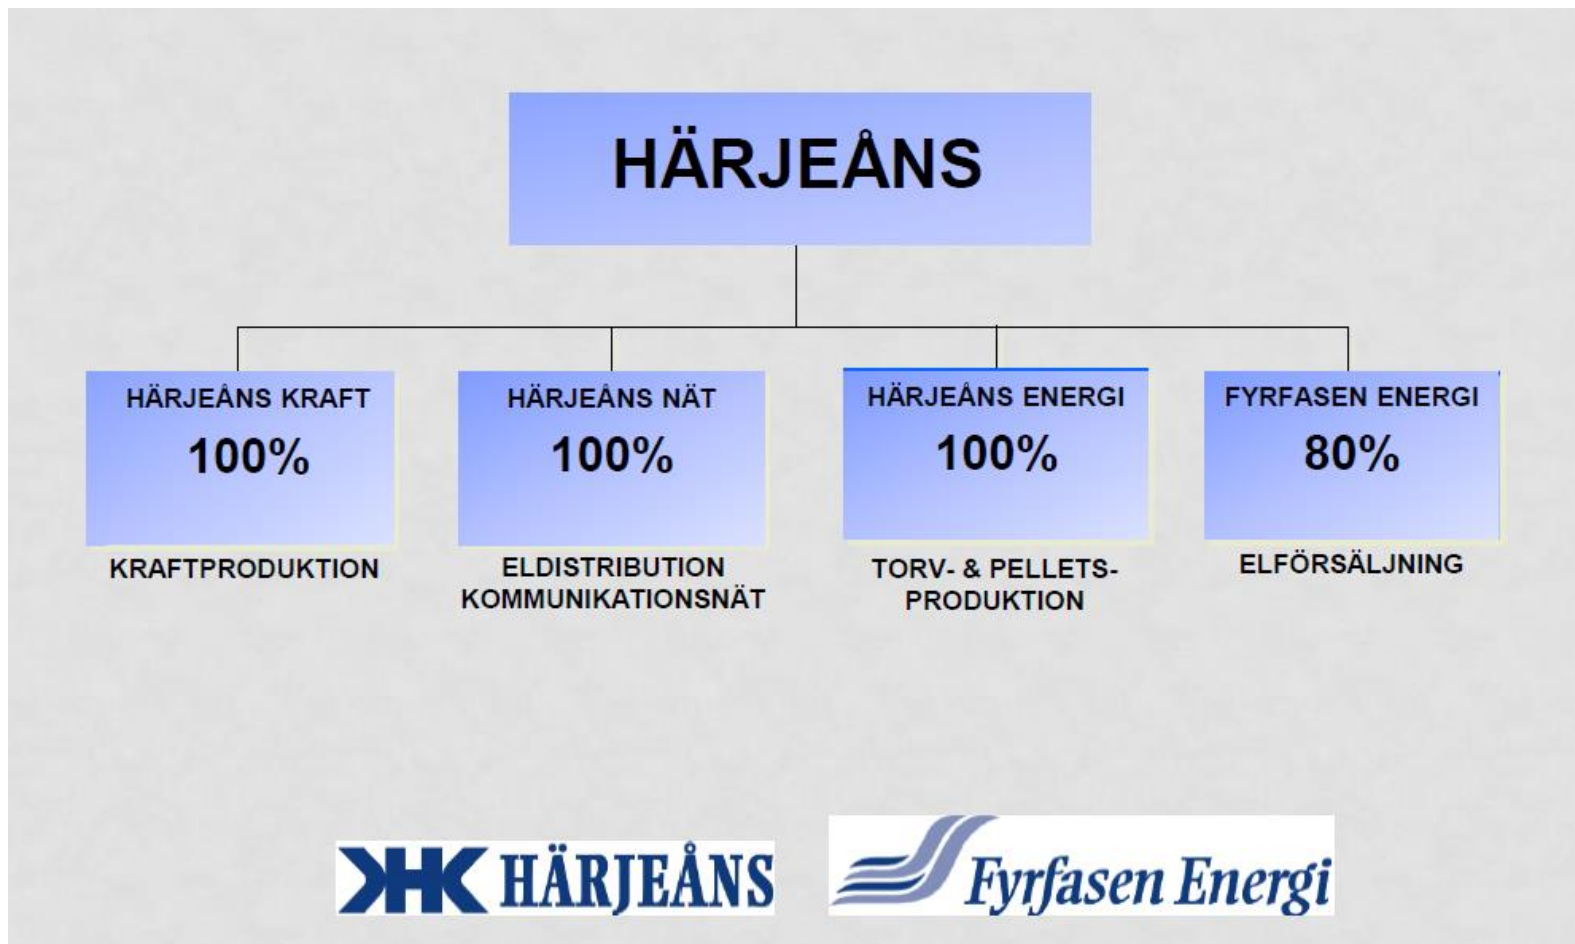 HÄRJEÅNS
HÄRJEÅNS KRAFT
100%
KRAFTPRODUKTION
HÄRJEÅNS NÄT
100%
ELDISTRIBUTION
KOMMUNIKATIONSNÄT
HÄRJEÅNS ENERGI
100%
TORV- & PELLETS-
PRODUKTION
FYRFASEN ENERGI
80%
ELFÖRSÄLJNING
HK HÄRJEÅNS
Fyrfasen Energi